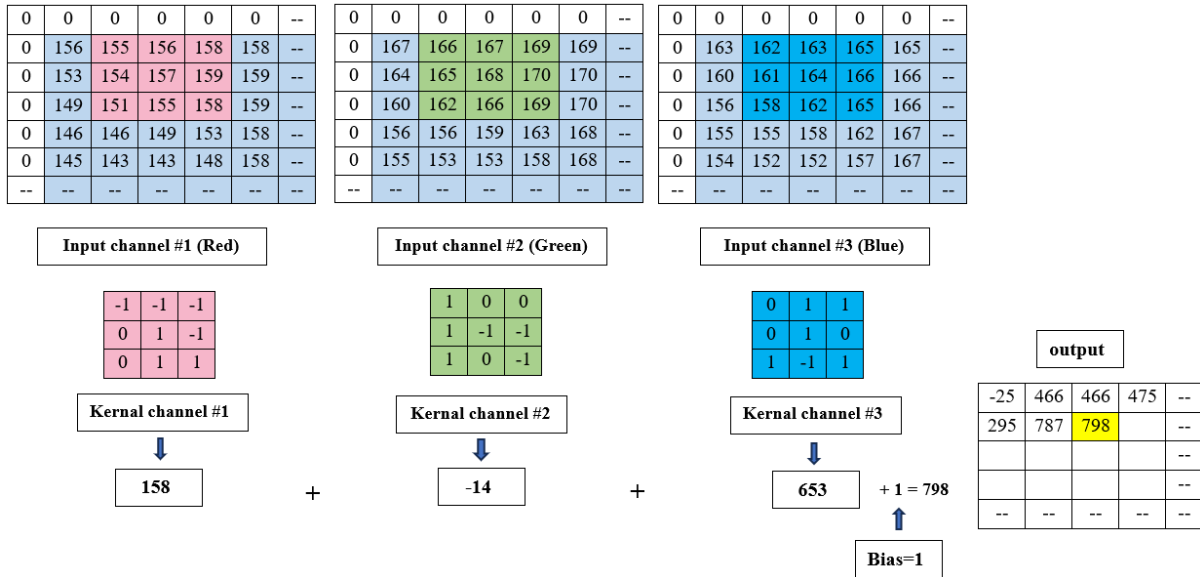 0 0 0 0 0 0 0 --
0 156 155 156 158 158 --
0 153 154 157 159 159 --
0 149 151 155 158 159 --
0 146 146 149 153 158 --
0 145 143 143 148 158 --
-- -- -- -- -- -- --
0 0 0 0 0 0 --
0 167 166 167 169 169 --
0 164 165 168 170 170 --
0 160 162 166 169 170 --
0 156 156 159 163 168 --
0 155 153 153 158 168 --
-- -- -- -- -- -- --
0 0 0 0 0 0 --
0 163 162 163 165 165 --
0 160 161 164 166 166 --
0 156 158 162 165 166 --
0 155 155 158 162 167 --
0 154 152 152 157 167 --
-- -- -- -- -- -- --
Input channel #1 (Red)
Input channel #2 (Green)
Input channel #3 (Blue)
-1 -1 -1
0 1 -1
0 1 1
1 0 0
1 -1 -1
1 0 -1
0 1 1
0 1 0
1 -1 1
Kernal channel #1
Kernal channel #2
Kernal channel #3
158 + -14 + 653 + 1 = 798
Bias=1
output
-25 466 466 475 --
295 787 798 --
--
--
-- -- -- -- --